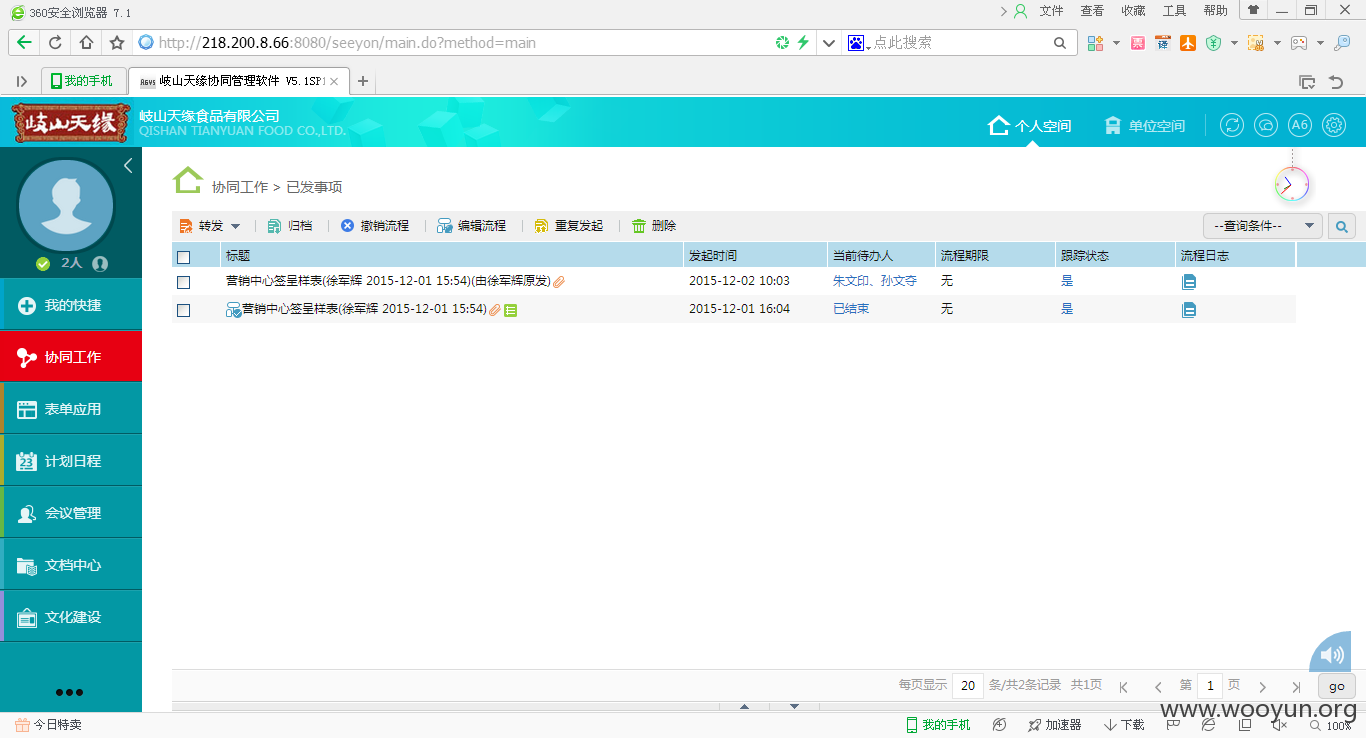 360安全浏览器 7.1
文件 查看 收藏 工具 帮助
http://218.200.8.66:8080/seeyon/main.do?method=main
点此搜索
我的手机
岐山天缘协同管理软件 V5.1SP1
岐山天缘
岐山天缘食品有限公司
QISHAN TIANYUAN FOOD CO.,LTD.
个人空间 单位空间 A6
协同工作 > 已发事项
2人
转发 归档 撤销流程 编辑流程 重复发起 删除 --查询条件--
标题 发起时间 当前待办人 流程期限 跟踪状态 流程日志
营销中心签呈样表(徐军辉 2015-12-01 15:54)(由徐军辉原发) 2015-12-02 10:03 朱文印、孙文夺 无 是
营销中心签呈样表(徐军辉 2015-12-01 15:54) 2015-12-01 16:04 已结束 无 是
我的快捷
协同工作
表单应用
23 计划日程
会议管理
文档中心
文化建设
每页显示 20 条/共2条记录 共1页 第 1 页 go
www.wooyun.org
今日特卖 我的手机 加速器 下载 100%